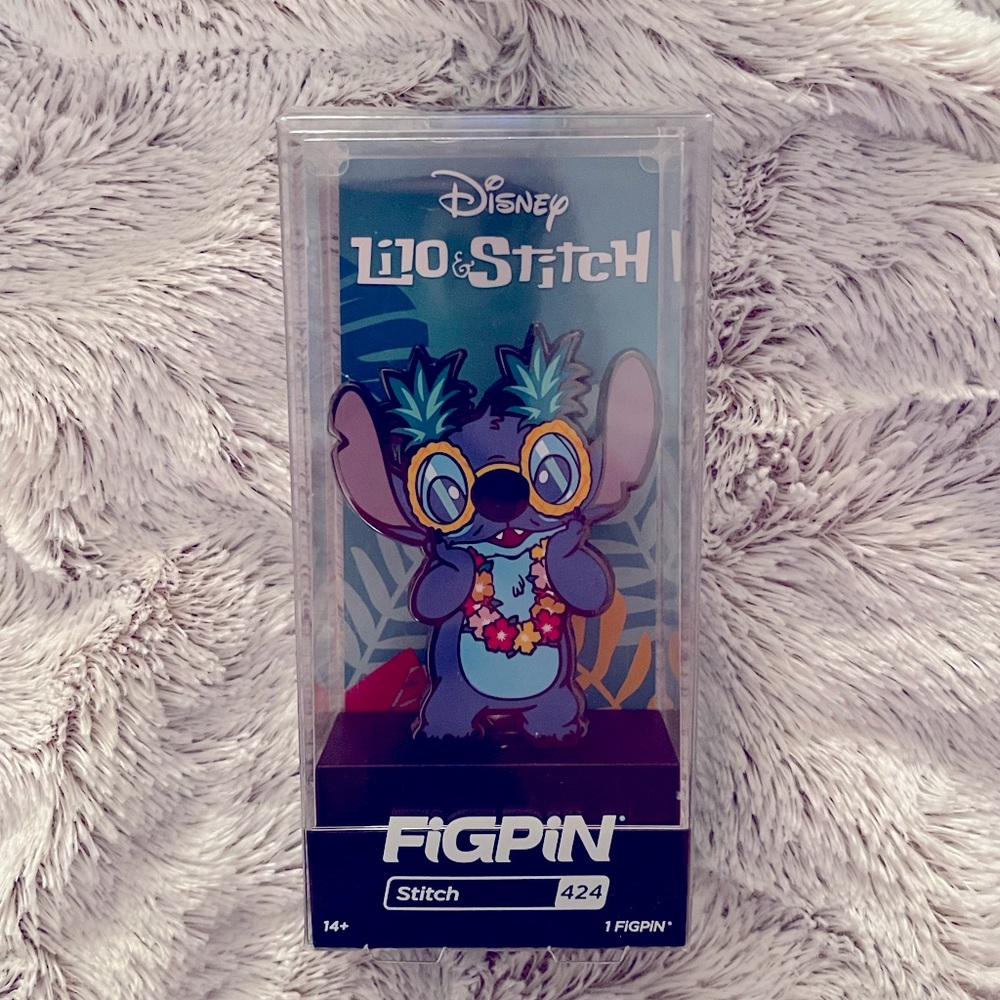 Disney
Lilo & Stitch
FiGPiN®
Stitch 424
14+ 1 FiGPiN®